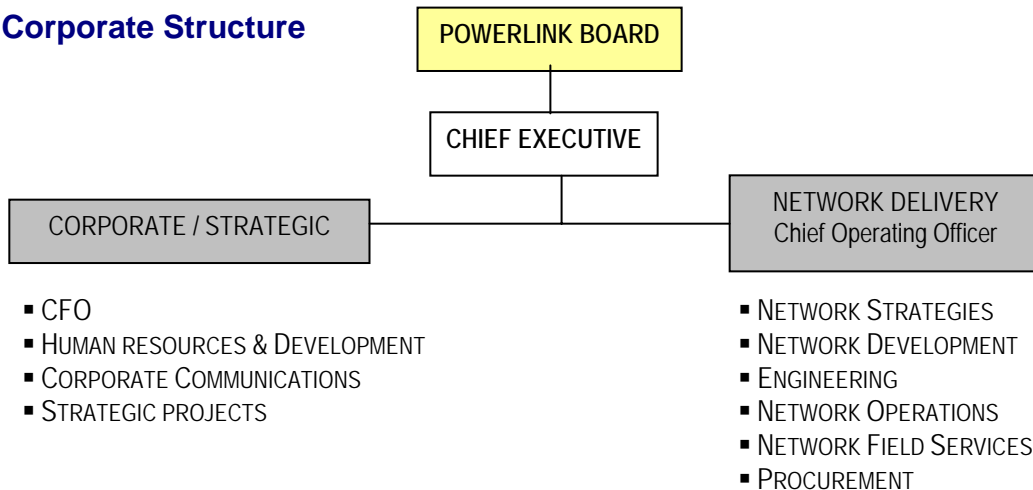 Corporate Structure
POWERLINK BOARD
CHIEF EXECUTIVE
CORPORATE / STRATEGIC
▪ CFO
▪ HUMAN RESOURCES & DEVELOPMENT
▪ CORPORATE COMMUNICATIONS
▪ STRATEGIC PROJECTS
NETWORK DELIVERY
Chief Operating Officer
▪ NETWORK STRATEGIES
▪ NETWORK DEVELOPMENT
▪ ENGINEERING
▪ NETWORK OPERATIONS
▪ NETWORK FIELD SERVICES
▪ PROCUREMENT